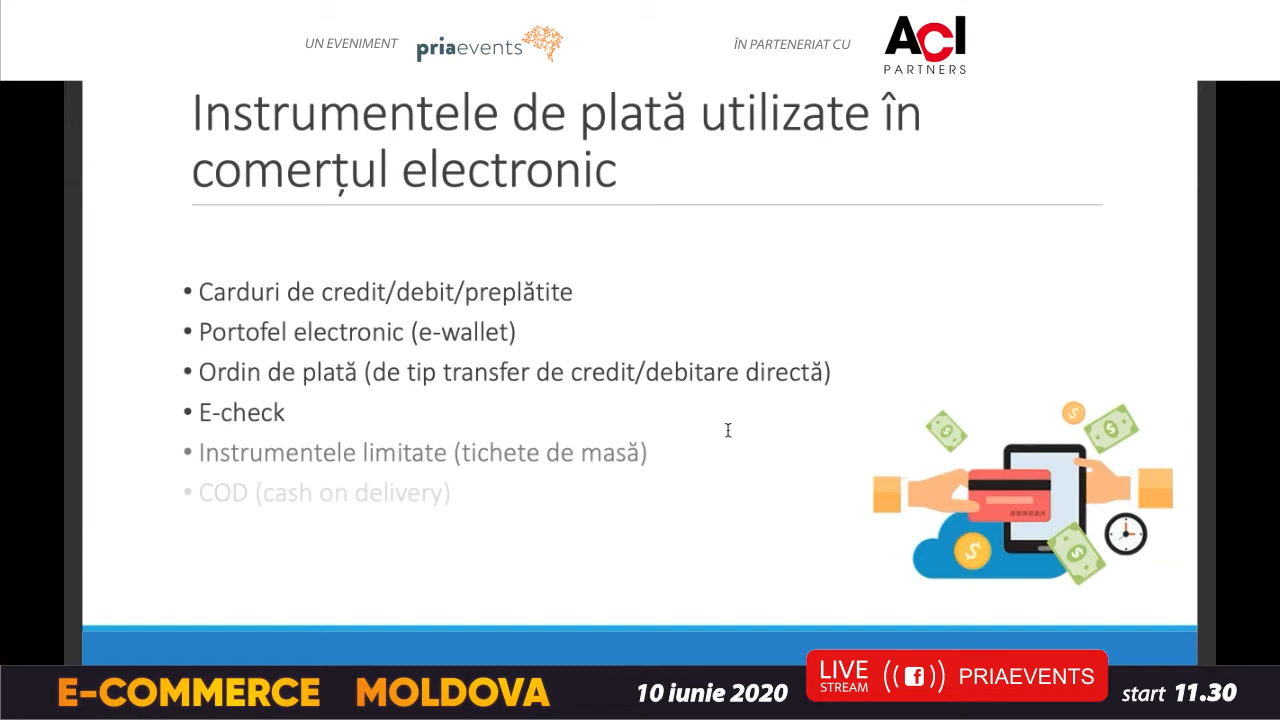 UN EVENIMENT priaevents ÎN PARTENERIAT CU ACI PARTNERS
Instrumentele de plată utilizate în
comerțul electronic
• Carduri de credit/debit/preplătite
• Portofel electronic (e-wallet)
• Ordin de plată (de tip transfer de credit/debitare directă)
• E-check
• Instrumentele limitate (tichete de masă)
• COD (cash on delivery)
E-COMMERCE MOLDOVA 10 iunie 2020 LIVE STREAM PRIAEVENTS start 11.30